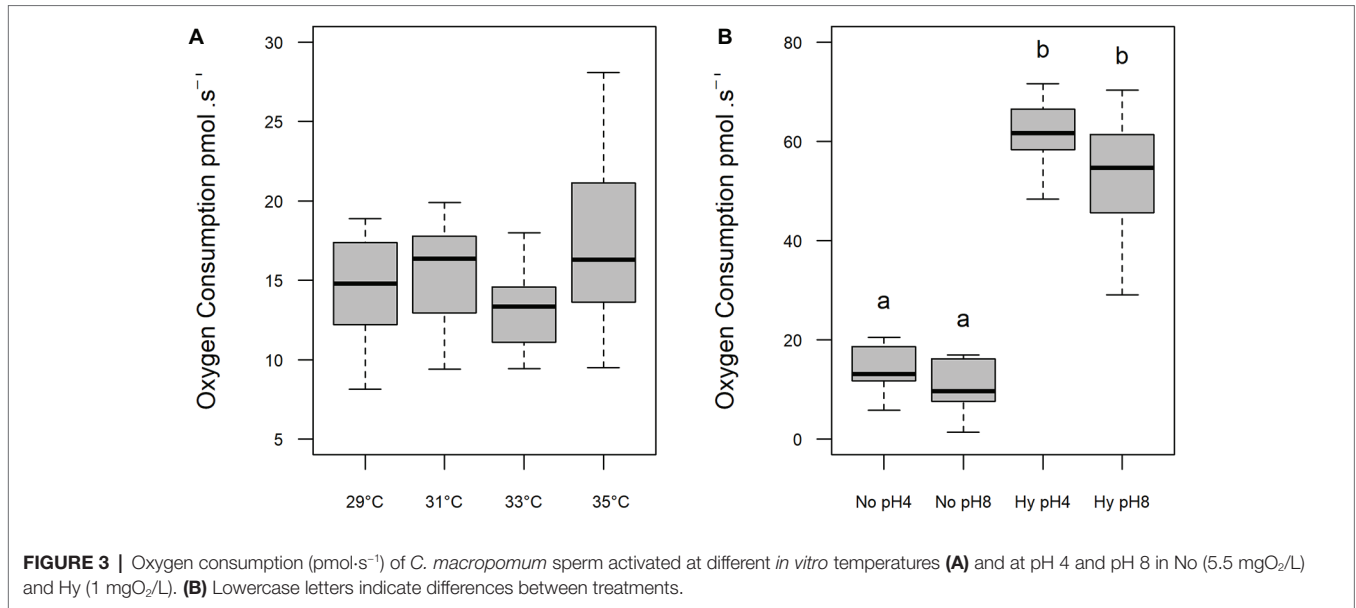 A
Oxygen Consumption pmol .s⁻¹
30
25
20
15
10
5
29°C 31°C 33°C 35°C
B
Oxygen Consumption pmol .s⁻¹
80
60
40
20
0
a
a
b
b
No pH4 No pH8 Hy pH4 Hy pH8
FIGURE 3 | Oxygen consumption (pmol·s⁻¹) of C. macropomum sperm activated at different in vitro temperatures (A) and at pH 4 and pH 8 in No (5.5 mgO₂/L)
and Hy (1 mgO₂/L). (B) Lowercase letters indicate differences between treatments.